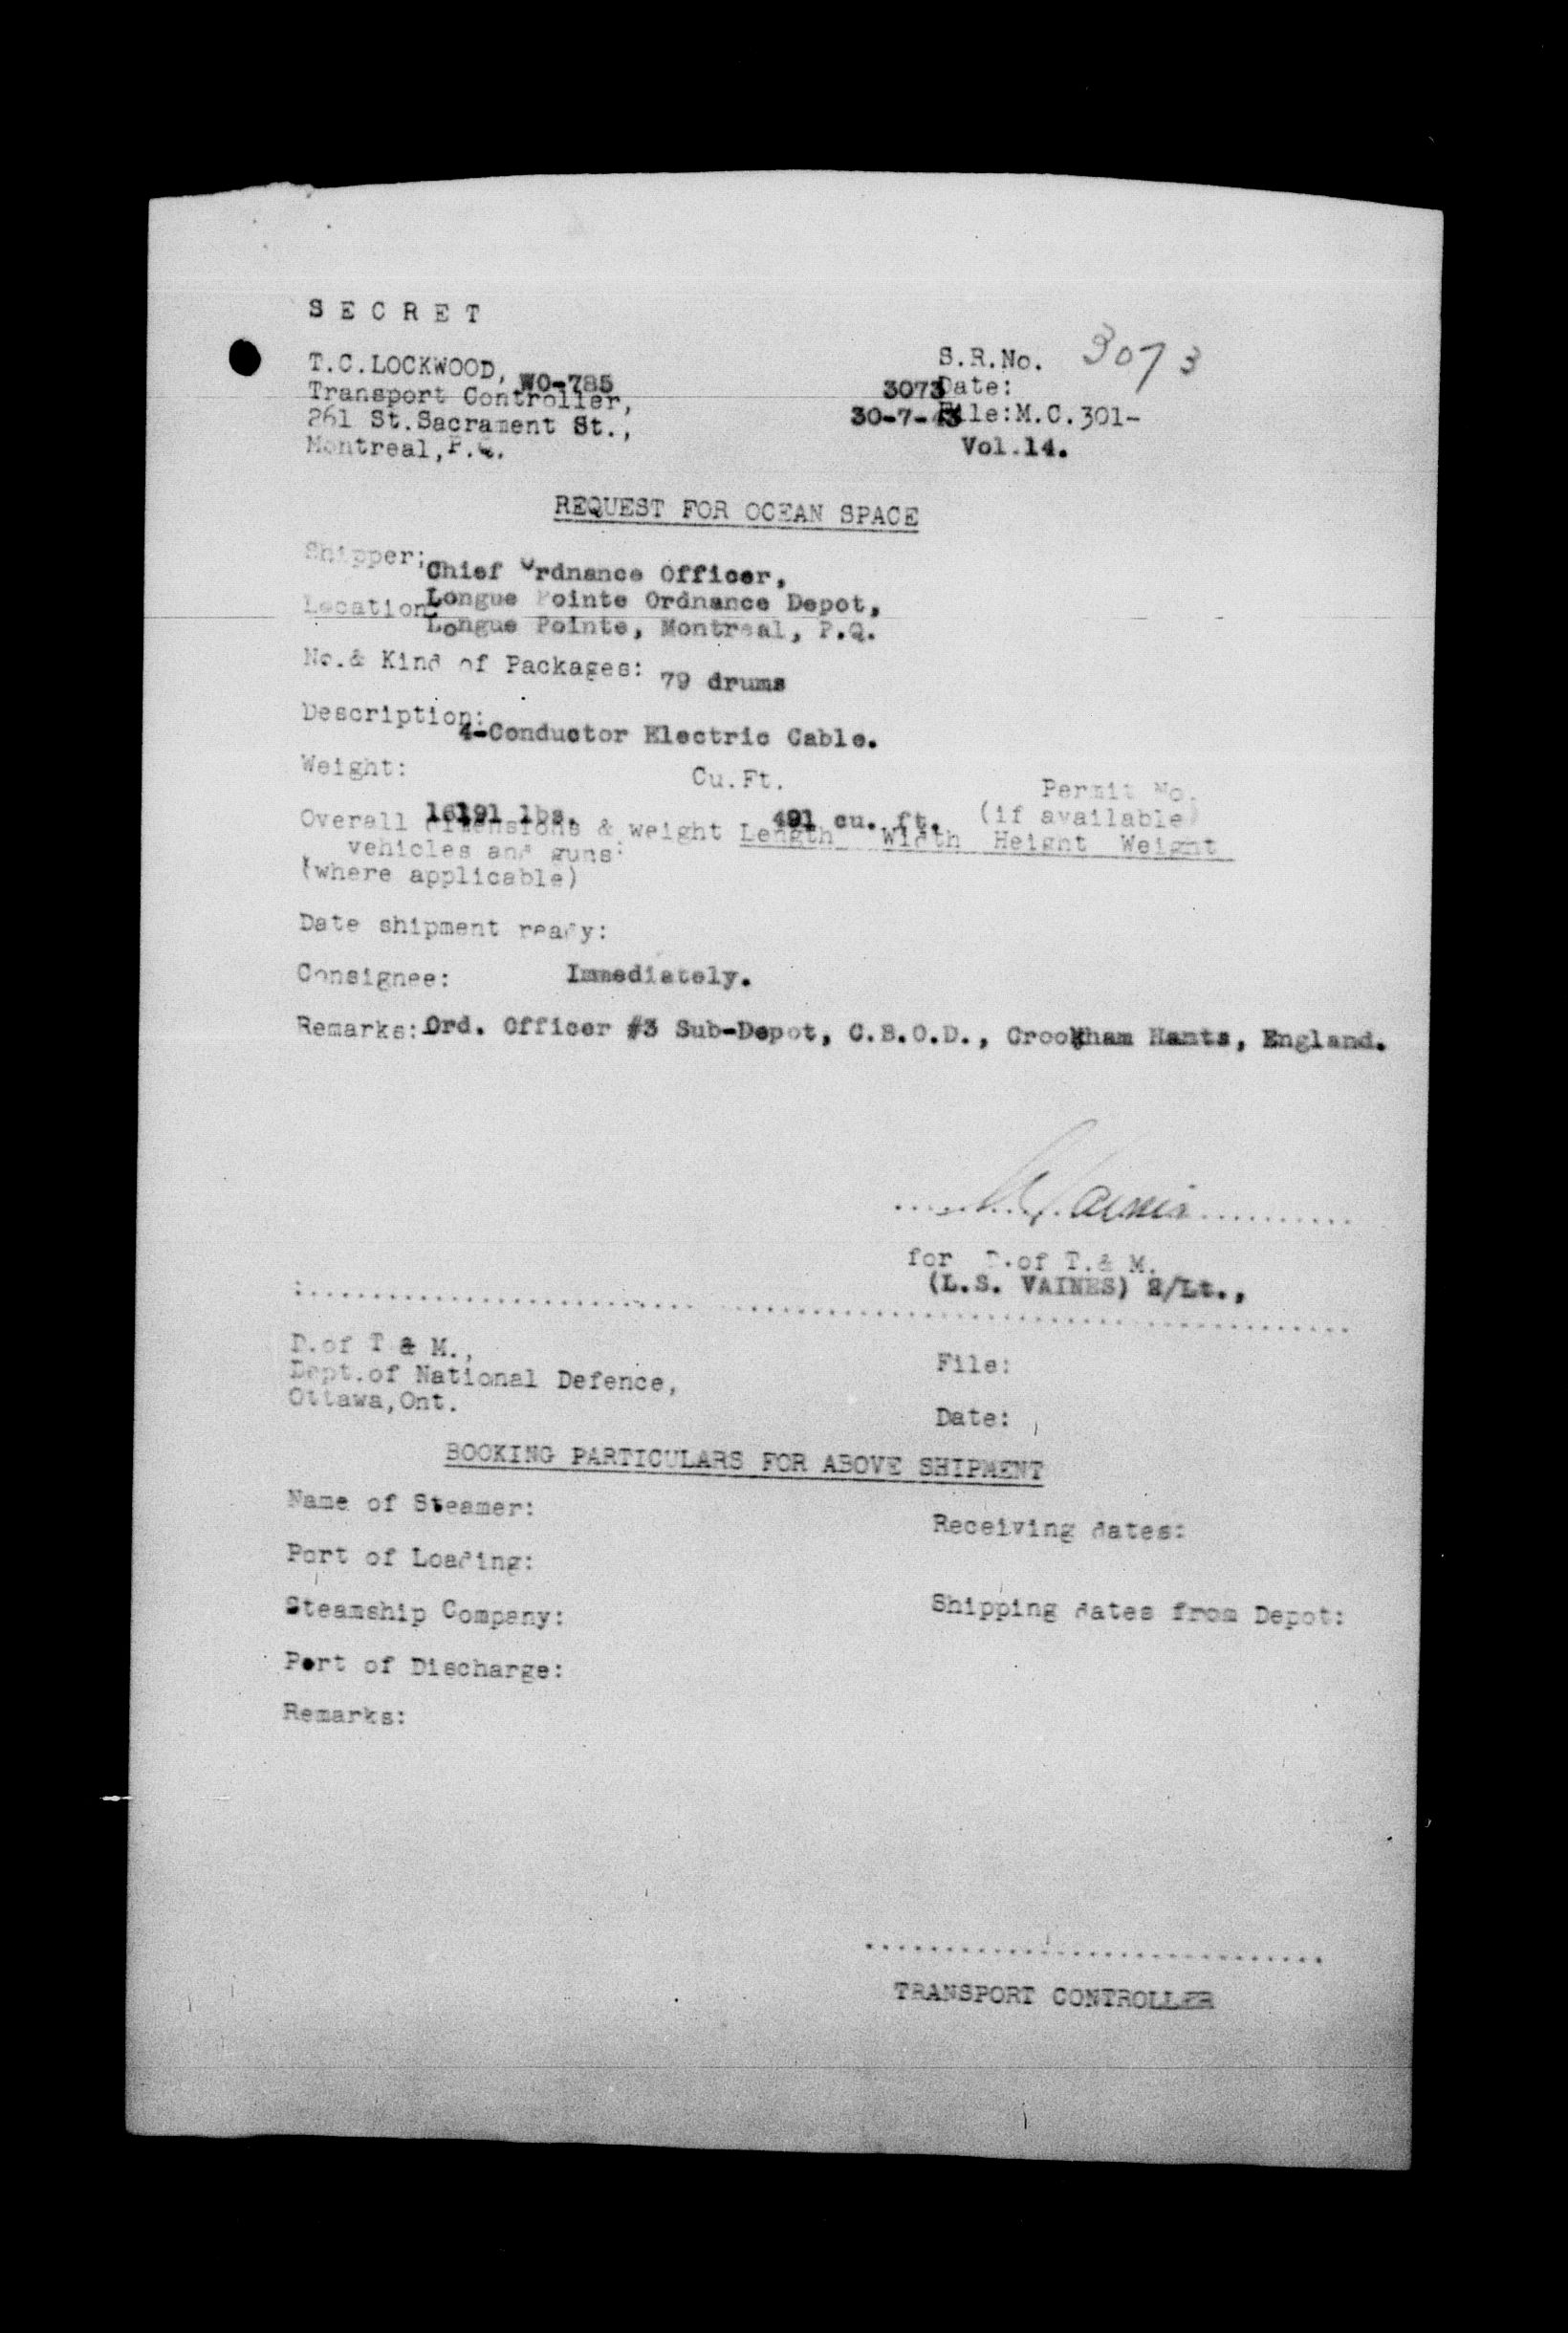 SECRET
T.C.LOCKWOOD, WO-785
Transport Controller,
261 St.Sacrament St.,
Montreal, P.Q.
S.R.No. 3073
3073 Date:
30-7-43 File:M.C.301-
Vol.14.
REQUEST FOR OCEAN SPACE
Shipper: Chief Ordnance Officer,
Location: Longue Pointe Ordnance Depot,
Longue Pointe, Montreal, P.Q.
No.& Kind of Packages: 79 drums
Description: 4-Conductor Electric Cable.
Weight: Cu.Ft. Permit No.
16191 lbs. 491 cu. ft. (if available)
Overall dimensions & weight Length Width Height Weight
vehicles and guns:
(where applicable)
Date shipment ready:
Consignee: Immediately.
Remarks: Ord. Officer #3 Sub-Depot, C.B.O.D., Crookham Hants, England.
for D.of T.& M.
(L.S. VAINES) 2/Lt.,
D.of T & M.,
Dept.of National Defence,
Ottawa,Ont.
File:
Date:
BOOKING PARTICULARS FOR ABOVE SHIPMENT
Name of Steamer:
Receiving dates:
Port of Loading:
Steamship Company:
Shipping dates from Depot:
Port of Discharge:
Remarks:
TRANSPORT CONTROLLER